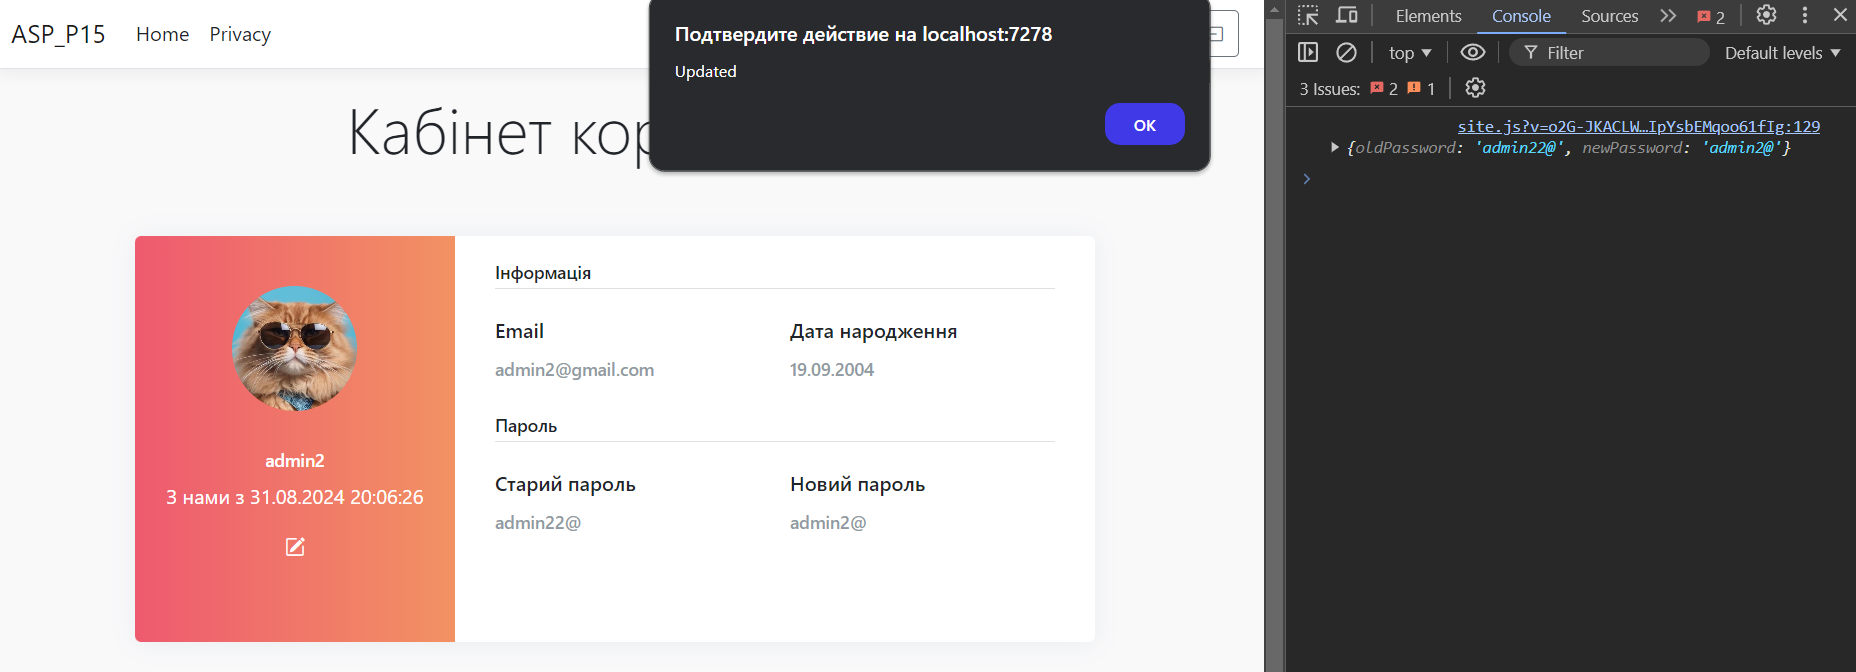 ASP_P15 Home Privacy
Подтвердите действие на localhost:7278
Updated
OK
Кабінет кор
admin2
З нами з 31.08.2024 20:06:26
Інформація
Email Дата народження
admin2@gmail.com 19.09.2004
Пароль
Старий пароль Новий пароль
admin22@ admin2@
Elements Console Sources 2
top Filter Default levels
3 Issues: 2 1
site.js?v=o2G-JKACLW…IpYsbEMqoo61fIg:129
{oldPassword: 'admin22@', newPassword: 'admin2@'}